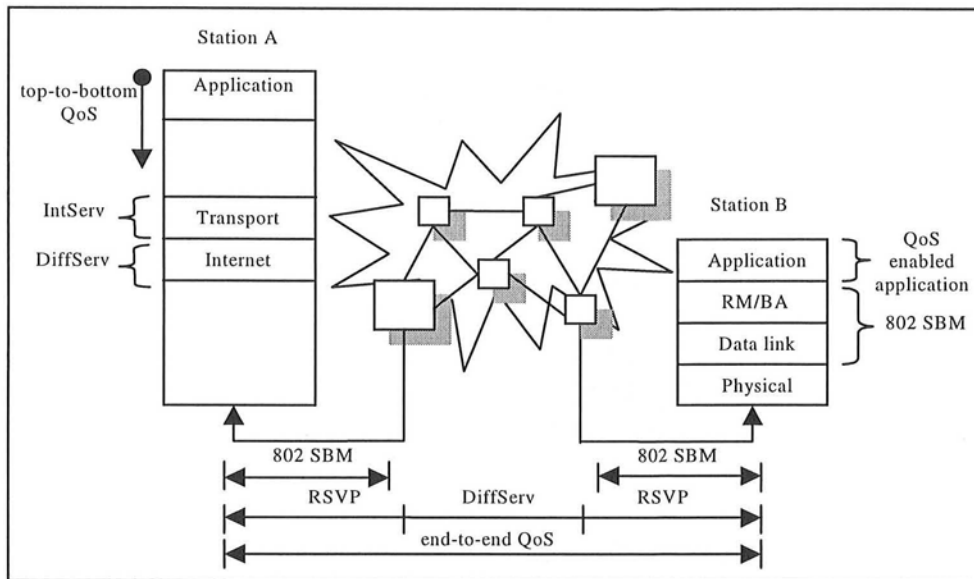 Station A
top-to-bottom
QoS
Application
IntServ
Transport
DiffServ
Internet
Station B
Application
RM/BA
Data link
Physical
QoS
enabled
application
802 SBM
802 SBM
802 SBM
RSVP
DiffServ
RSVP
end-to-end QoS